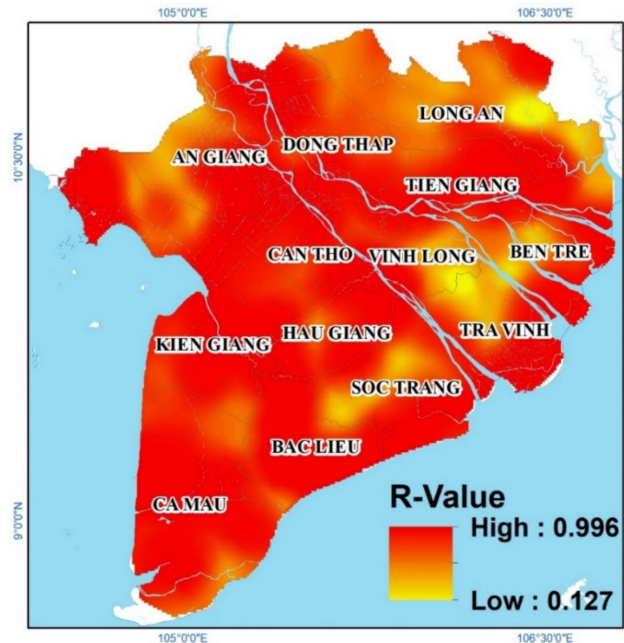 105°0'0"E
106°30'0"E
LONG AN
DONG THAP
AN GIANG
10°30'0"N
TIEN GIANG
CAN THO
VINH LONG
BEN TRE
HAU GIANG
TRA VINH
KIEN GIANG
SOC TRANG
BAC LIEU
CA MAU
9°0'0"N
R-Value
High : 0.996
Low : 0.127
105°0'0"E
106°30'0"E